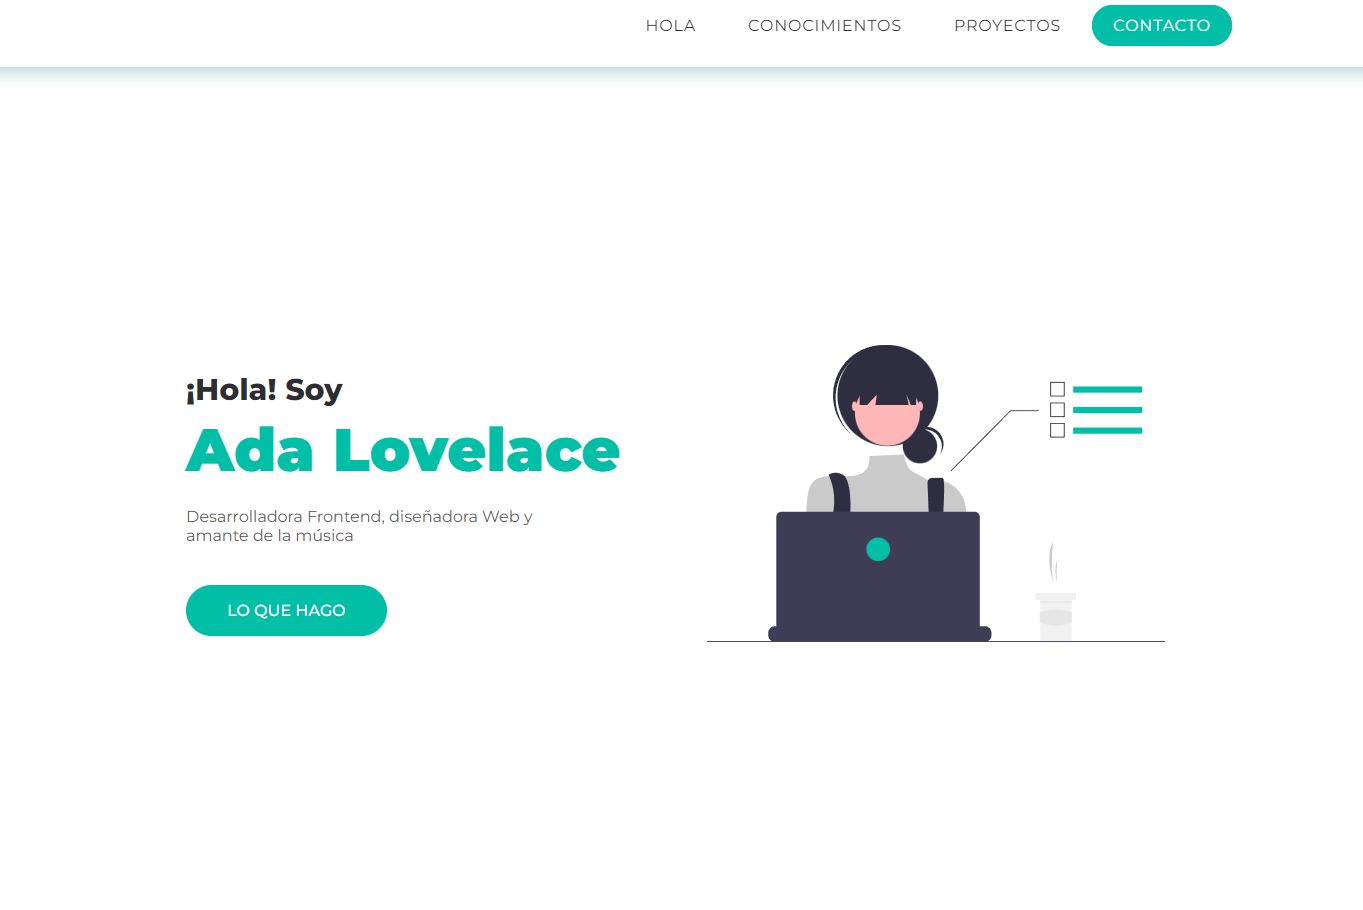 HOLA CONOCIMIENTOS PROYECTOS CONTACTO
¡Hola! Soy
Ada Lovelace
Desarrolladora Frontend, diseñadora Web y
amante de la música
LO QUE HAGO